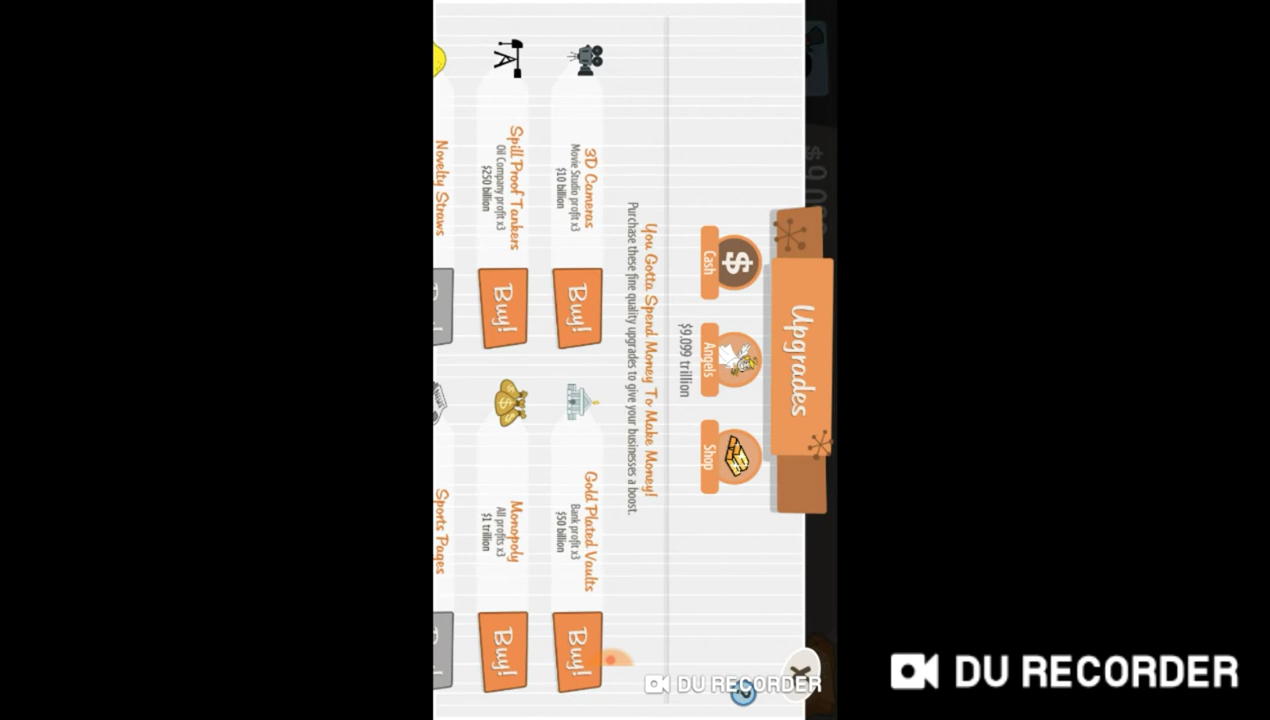 Upgrades
Cash
Angels
Shop
$9.099 trillion
You Gotta Spend Money To Make Money!
Purchase these fine quality upgrades to give your businesses a boost.
3D Cameras
Movie Studio profit x3
$10 billion
Buy!
Gold Plated Vaults
Bank profit x3
$50 billion
Buy!
Spill Proof Tankers
Oil Company profit x3
$250 billion
Buy!
Monopoly
All profits x3
$1 trillion
Buy!
Novelty Straws
Sports Pages
X
?
DU RECORDER
DU RECORDER